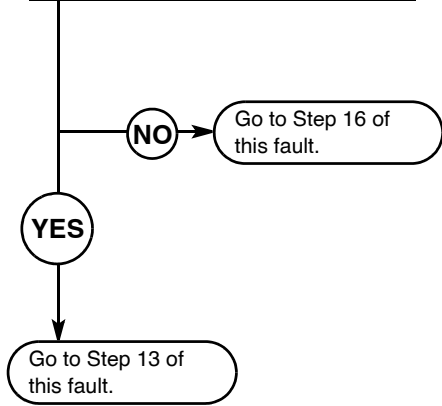 NO
Go to Step 16 of
this fault.
YES
Go to Step 13 of
this fault.